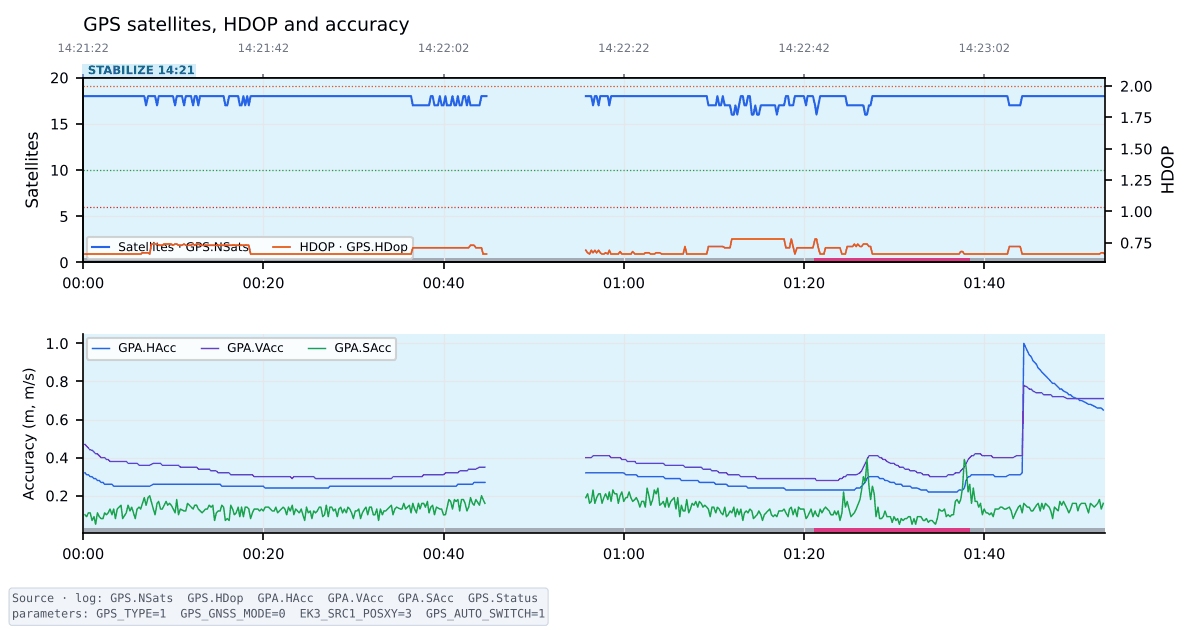 GPS satellites, HDOP and accuracy
14:21:22 14:21:42 14:22:02 14:22:22 14:22:42 14:23:02
STABILIZE 14:21
20
15
10
5
0
Satellites
2.00
1.75
1.50
1.25
1.00
0.75
HDOP
Satellites · GPS.NSats HDOP · GPS.HDop
00:00 00:20 00:40 01:00 01:20 01:40
GPA.HAcc GPA.VAcc GPA.SAcc
1.0
0.8
0.6
0.4
0.2
Accuracy (m, m/s)
00:00 00:20 00:40 01:00 01:20 01:40
Source · log: GPS.NSats GPS.HDop GPA.HAcc GPA.VAcc GPA.SAcc GPS.Status
parameters: GPS_TYPE=1 GPS_GNSS_MODE=0 EK3_SRC1_POSXY=3 GPS_AUTO_SWITCH=1